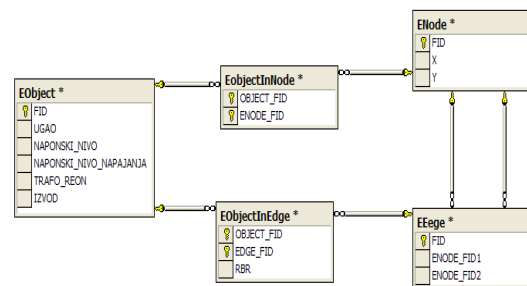 ENode *
FID
X
Y
EobjectInNode *
OBJECT_FID
ENODE_FID
EObject *
FID
UGAO
NAPONSKI_NIVO
NAPONSKI_NIVO_NAPAJANJA
TRAFO_REON
IZVOD
EObjectInEdge *
OBJECT_FID
EDGE_FID
RBR
EEege *
FID
ENODE_FID1
ENODE_FID2